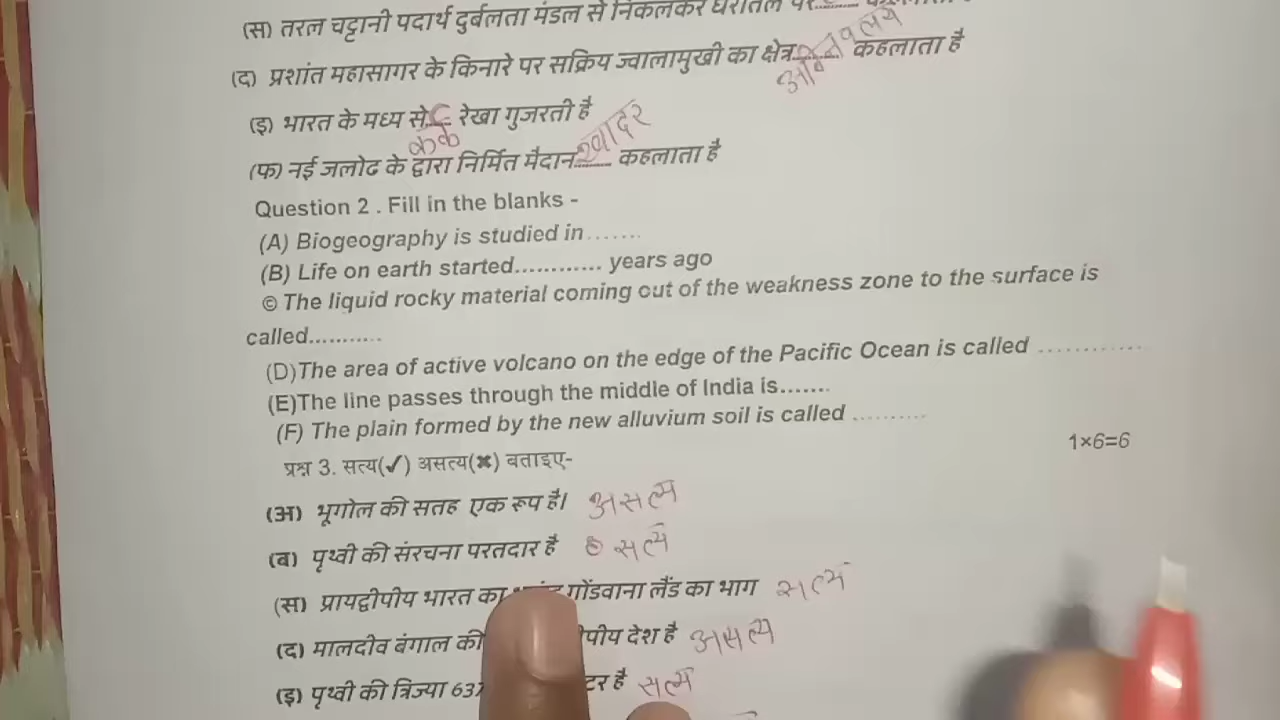 (स) तरल चट्टानी पदार्थ दुर्बलता मंडल से निकलकर धरातल पर..........
(द) प्रशांत महासागर के किनारे पर सक्रिय ज्वालामुखी का क्षेत्र.......... कहलाता है
अग्निवलय
(इ) भारत के मध्य से...... रेखा गुजरती है
कर्क
(फ) नई जलोढ के द्वारा निर्मित मैदान......... कहलाता है
खादर
Question 2 . Fill in the blanks -
(A) Biogeography is studied in.......
(B) Life on earth started............. years ago
© The liquid rocky material coming out of the weakness zone to the surface is
called...........
(D)The area of active volcano on the edge of the Pacific Ocean is called .............
(E)The line passes through the middle of India is.......
(F) The plain formed by the new alluvium soil is called ..........
1×6=6
प्रश्न 3. सत्य(✓) असत्य(✖) बताइए-
(अ) भूगोल की सतह एक रूप है। असत्य
(ब) पृथ्वी की संरचना परतदार है सत्य
(स) प्रायद्वीपीय भारत का गोंडवाना लैंड का भाग सत्य
(द) मालदीव बंगाल की देश है असत्य
(इ) पृथ्वी की त्रिज्या है सत्य